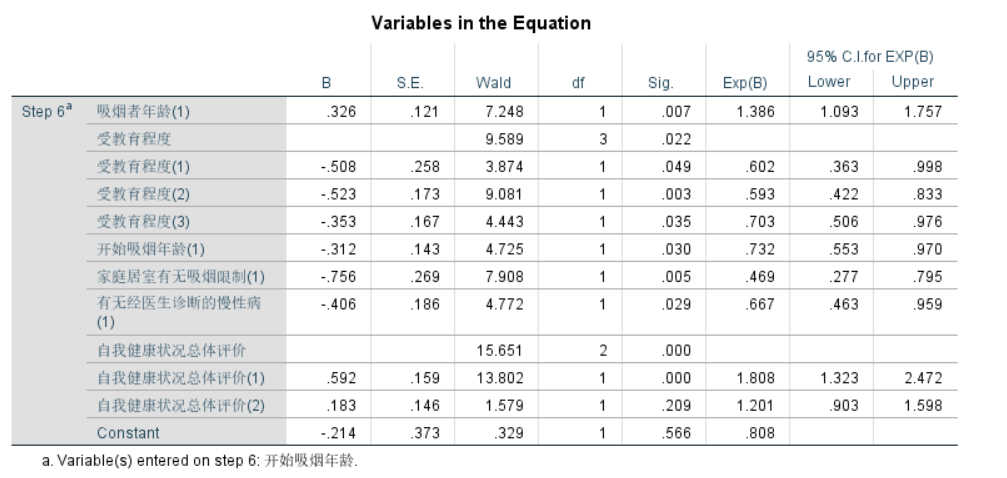 Variables in the Equation
95% C.I.for EXP(B)
B S.E. Wald df Sig. Exp(B) Lower Upper
Step 6a 吸烟者年龄(1) .326 .121 7.248 1 .007 1.386 1.093 1.757
受教育程度 9.589 3 .022
受教育程度(1) -.508 .258 3.874 1 .049 .602 .363 .998
受教育程度(2) -.523 .173 9.081 1 .003 .593 .422 .833
受教育程度(3) -.353 .167 4.443 1 .035 .703 .506 .976
开始吸烟年龄(1) -.312 .143 4.725 1 .030 .732 .553 .970
家庭居室有无吸烟限制(1) -.756 .269 7.908 1 .005 .469 .277 .795
有无经医生诊断的慢性病 -.406 .186 4.772 1 .029 .667 .463 .959
(1)
自我健康状况总体评价 15.651 2 .000
自我健康状况总体评价(1) .592 .159 13.802 1 .000 1.808 1.323 2.472
自我健康状况总体评价(2) .183 .146 1.579 1 .209 1.201 .903 1.598
Constant -.214 .373 .329 1 .566 .808
a. Variable(s) entered on step 6: 开始吸烟年龄.